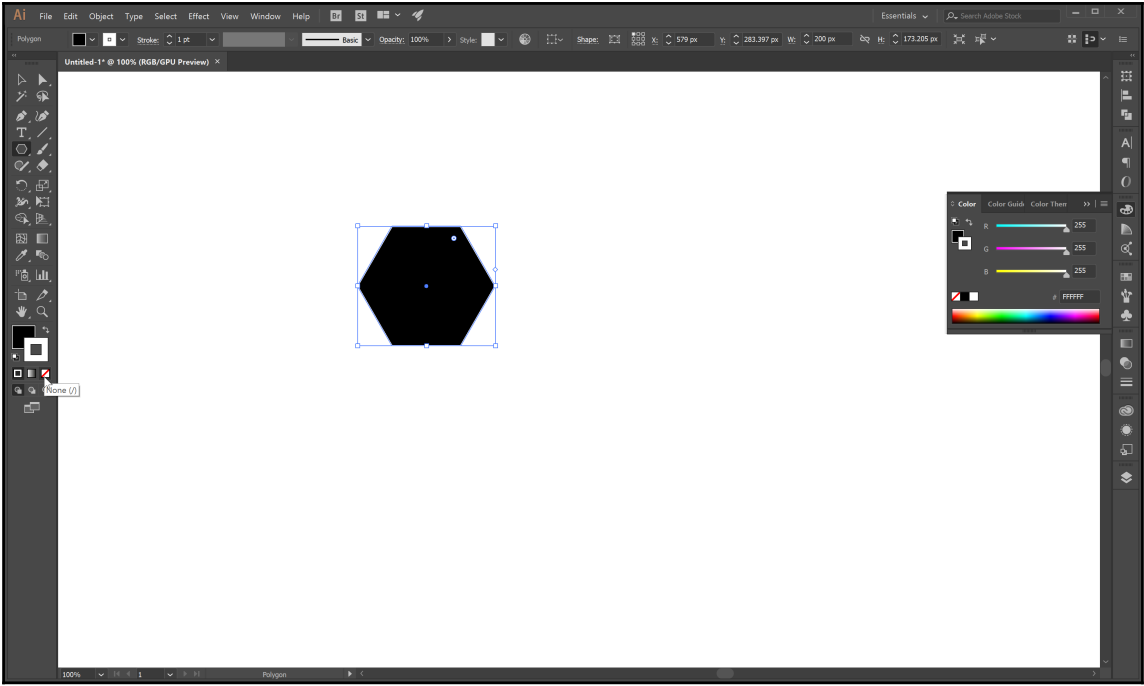 Ai File Edit Object Type Select Effect View Window Help Br St Essentials Search Adobe Stock
Polygon Stroke: 1 pt Basic Opacity: 100% Style: Shape: X: 579 px Y: 283.397 px W: 200 px H: 173.205 px
Untitled-1* @ 100% (RGB/GPU Preview) ×
Color Color Guid Color Then
R 255
G 255
B 255
# FFFFFF
None (/)
100% 1 Polygon